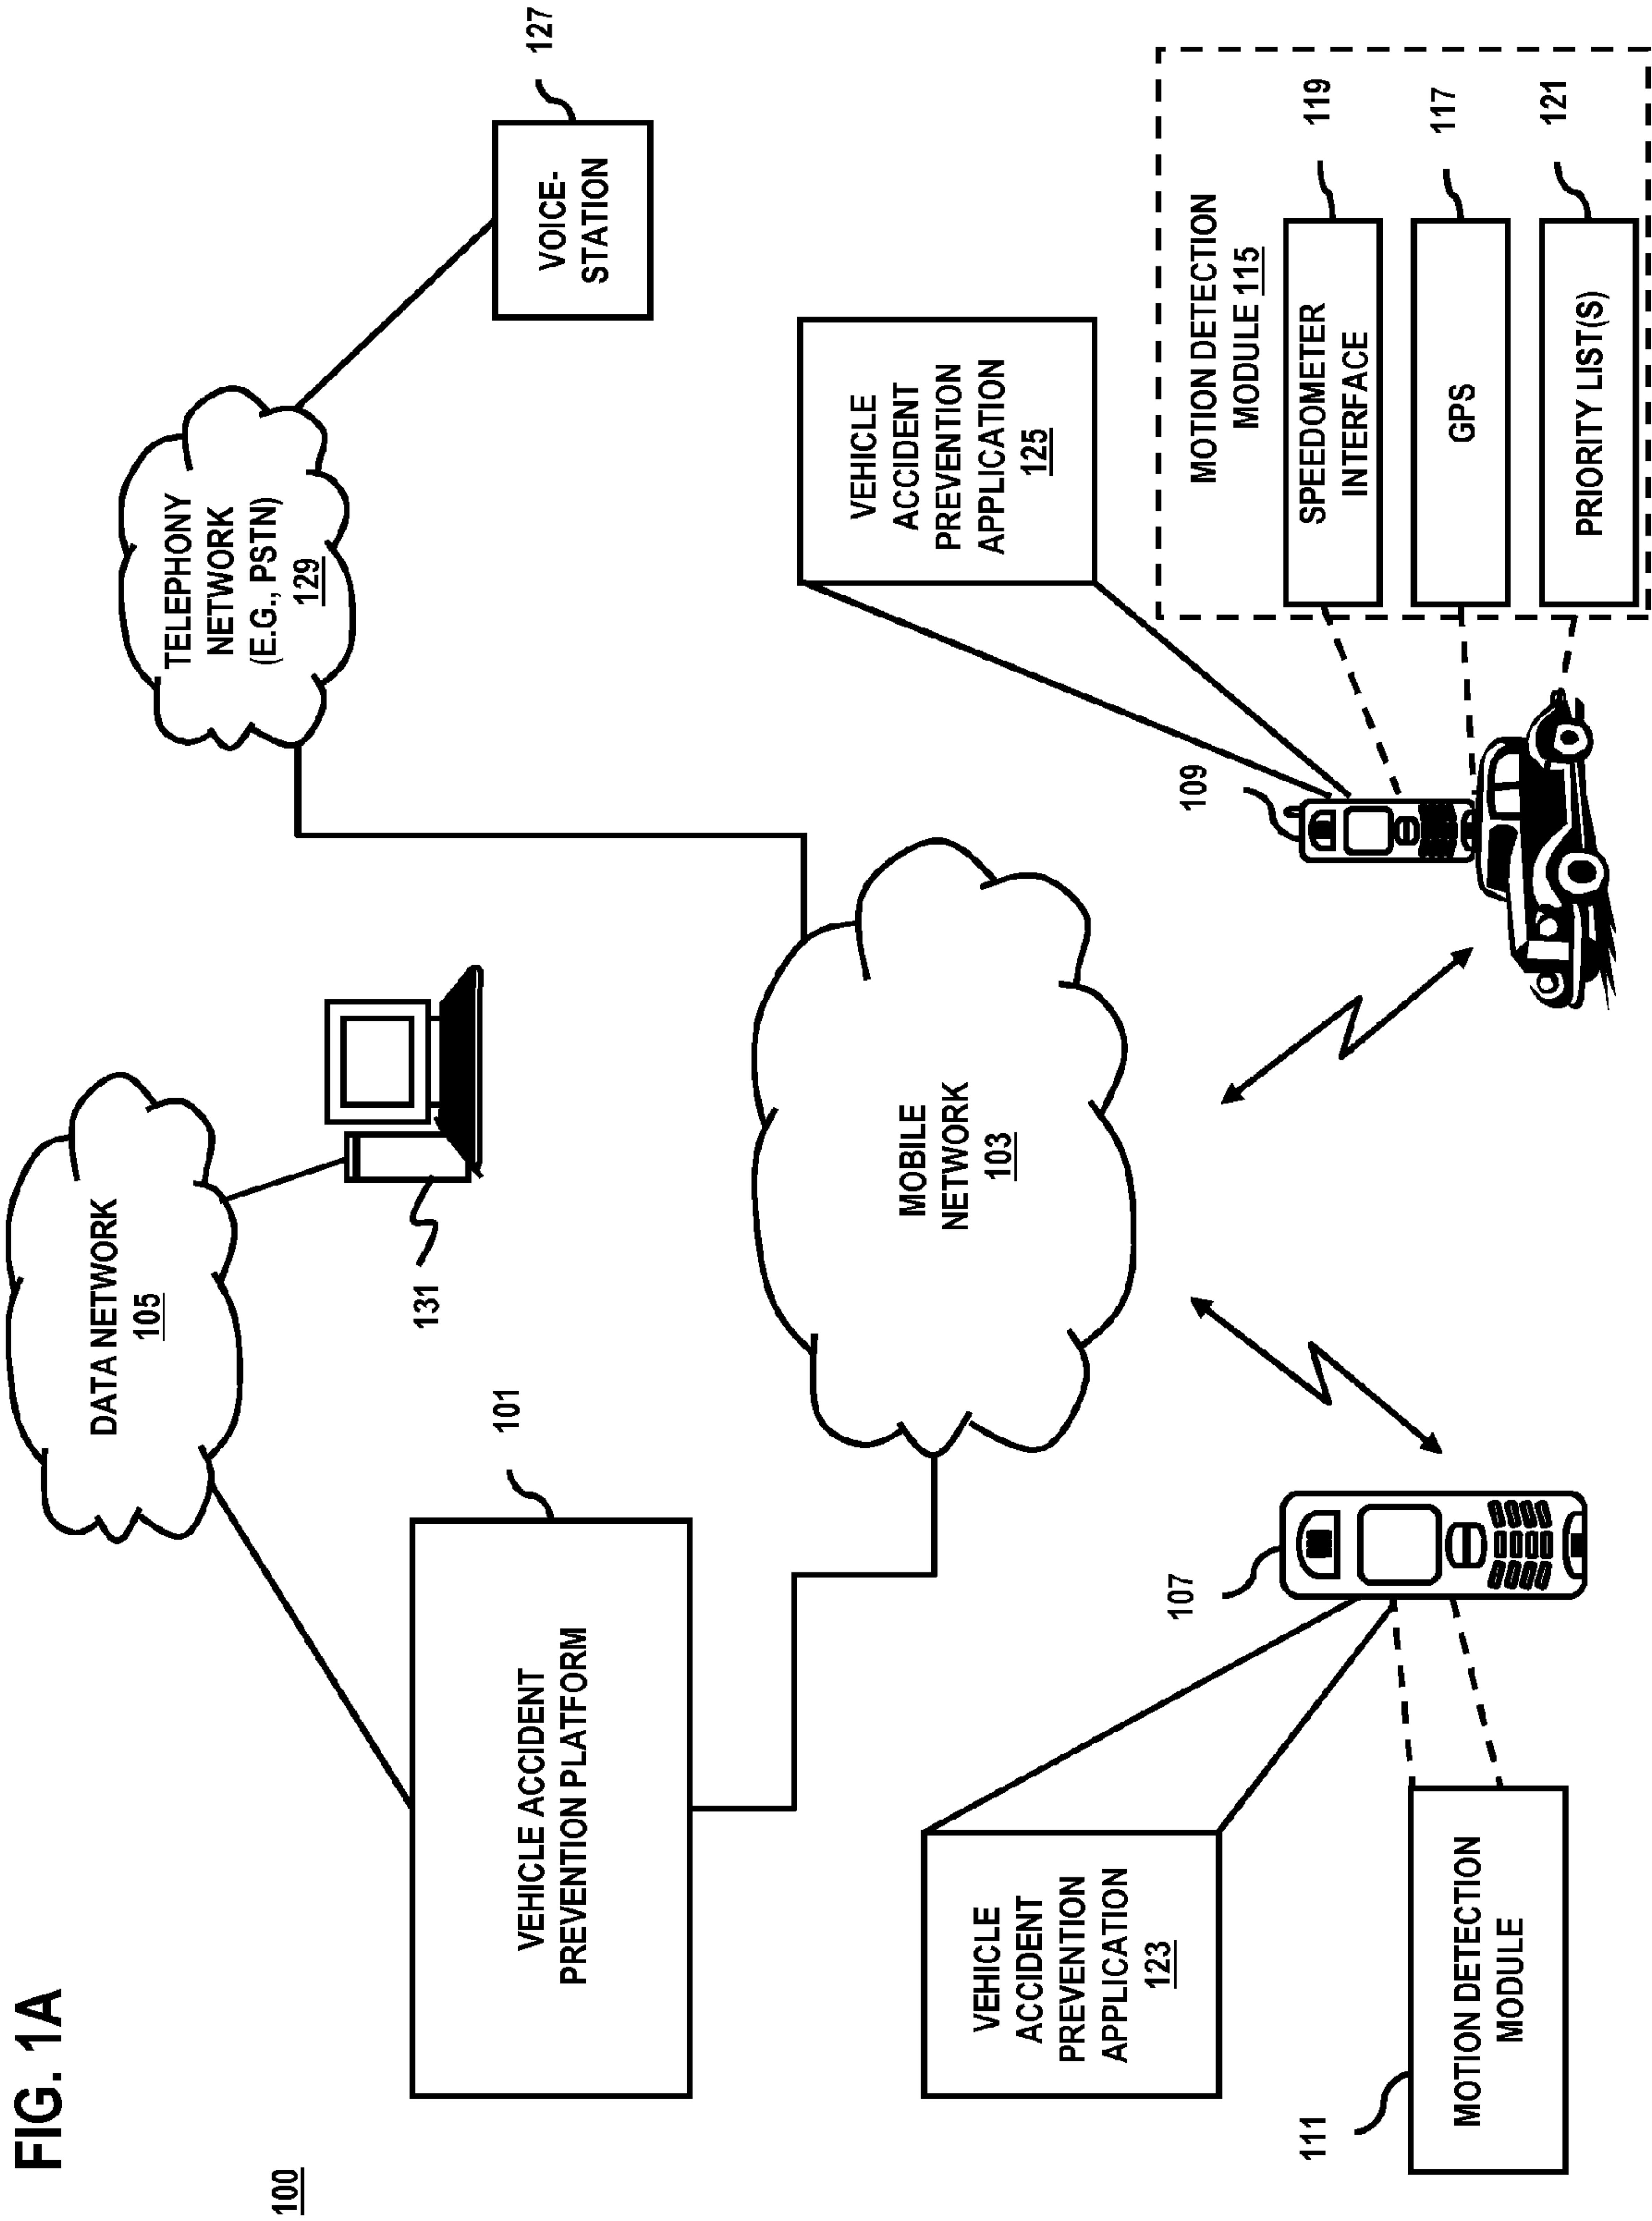 FIG. 1A
100
DATA NETWORK
105
131
TELEPHONY
NETWORK
(E.G., PSTN)
129
127
VOICE-
STATION
101
VEHICLE ACCIDENT
PREVENTION PLATFORM
MOBILE
NETWORK
103
VEHICLE
ACCIDENT
PREVENTION
APPLICATION
123
107
111
MOTION DETECTION
MODULE
VEHICLE
ACCIDENT
PREVENTION
APPLICATION
125
109
MOTION DETECTION
MODULE 115
SPEEDOMETER
INTERFACE
119
GPS
117
PRIORITY LIST(S)
121